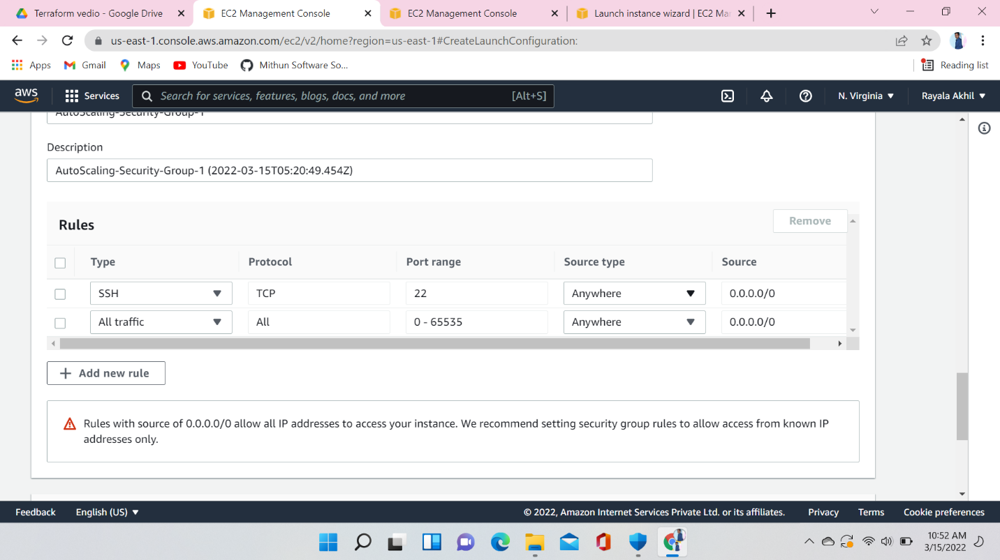 Terraform vedio - Google Drive
EC2 Management Console
EC2 Management Console
Launch instance wizard | EC2 Mar
us-east-1.console.aws.amazon.com/ec2/v2/home?region=us-east-1#CreateLaunchConfiguration:
Apps Gmail Maps YouTube Mithun Software So... Reading list
aws Services Search for services, features, blogs, docs, and more [Alt+S] N. Virginia Rayala Akhil
AutoScaling-Security-Group-1
Description
AutoScaling-Security-Group-1 (2022-03-15T05:20:49.454Z)
Rules Remove
Type Protocol Port range Source type Source
SSH TCP 22 Anywhere 0.0.0.0/0
All traffic All 0 - 65535 Anywhere 0.0.0.0/0
Add new rule
Rules with source of 0.0.0.0/0 allow all IP addresses to access your instance. We recommend setting security group rules to allow access from known IP
addresses only.
Feedback English (US) © 2022, Amazon Internet Services Private Ltd. or its affiliates. Privacy Terms Cookie preferences
10:52 AM
3/15/2022